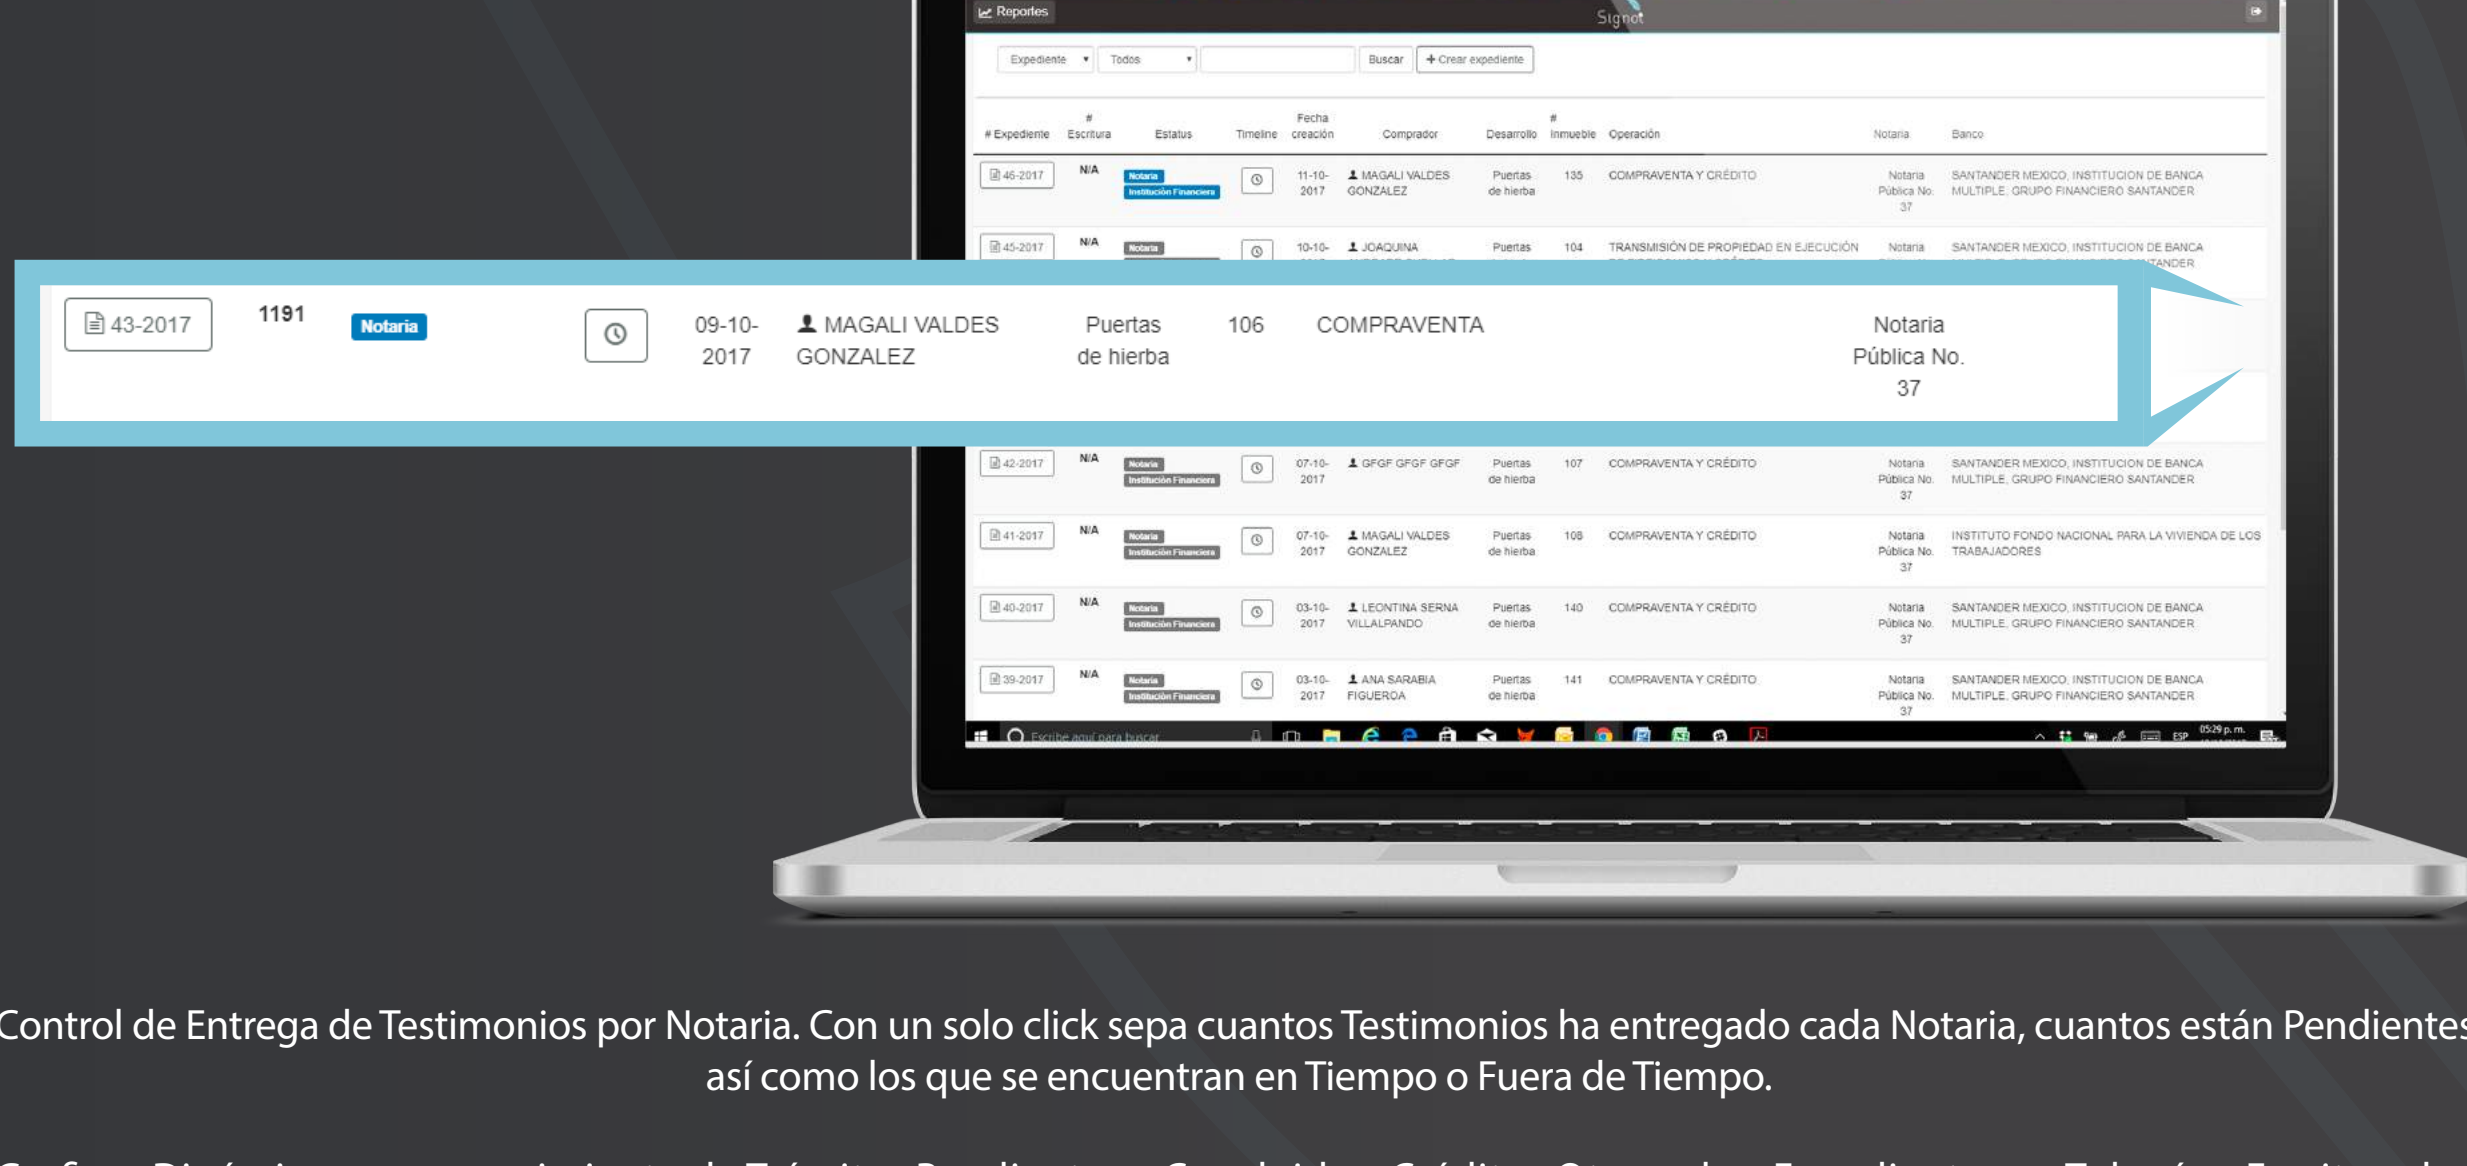 Reportes
Signot
Expediente Todos Buscar + Crear expediente
# Expediente # Escritura Estatus Timeline Fecha creación Comprador Desarrollo # Inmueble Operación Notaria Banco
46-2017 N/A Notaria 11-10- MAGALI VALDES Puertas 135 COMPRAVENTA Y CRÉDITO Notaria SANTANDER MEXICO, INSTITUCION DE BANCA
Institución Financiera 2017 GONZALEZ de hierba Pública No. MULTIPLE, GRUPO FINANCIERO SANTANDER
37
45-2017 N/A Notaria 10-10- JOAQUINA Puertas 104 TRANSMISIÓN DE PROPIEDAD EN EJECUCIÓN Notaria SANTANDER MEXICO, INSTITUCION DE BANCA
43-2017 1191 Notaria 09-10- MAGALI VALDES Puertas 106 COMPRAVENTA Notaria
2017 GONZALEZ de hierba Pública No.
37
42-2017 N/A Notaria 07-10- GFGF GFGF GFGF Puertas 107 COMPRAVENTA Y CRÉDITO Notaria SANTANDER MEXICO, INSTITUCION DE BANCA
Institución Financiera 2017 de hierba Pública No. MULTIPLE, GRUPO FINANCIERO SANTANDER
37
41-2017 N/A Notaria 07-10- MAGALI VALDES Puertas 108 COMPRAVENTA Y CRÉDITO Notaria INSTITUTO FONDO NACIONAL PARA LA VIVIENDA DE LOS
Institución Financiera 2017 GONZALEZ de hierba Pública No. TRABAJADORES
37
40-2017 N/A Notaria 03-10- LEONTINA SERNA Puertas 140 COMPRAVENTA Y CRÉDITO Notaria SANTANDER MEXICO, INSTITUCION DE BANCA
Institución Financiera 2017 VILLALPANDO de hierba Pública No. MULTIPLE, GRUPO FINANCIERO SANTANDER
37
39-2017 N/A Notaria 03-10- ANA SARABIA Puertas 141 COMPRAVENTA Y CRÉDITO Notaria SANTANDER MEXICO, INSTITUCION DE BANCA
Institución Financiera 2017 FIGUEROA de hierba Pública No. MULTIPLE, GRUPO FINANCIERO SANTANDER
37
Escribe aquí para buscar ESP 05:29 p. m.
Control de Entrega de Testimonios por Notaria. Con un solo click sepa cuantos Testimonios ha entregado cada Notaria, cuantos están Pendientes
así como los que se encuentran en Tiempo o Fuera de Tiempo.